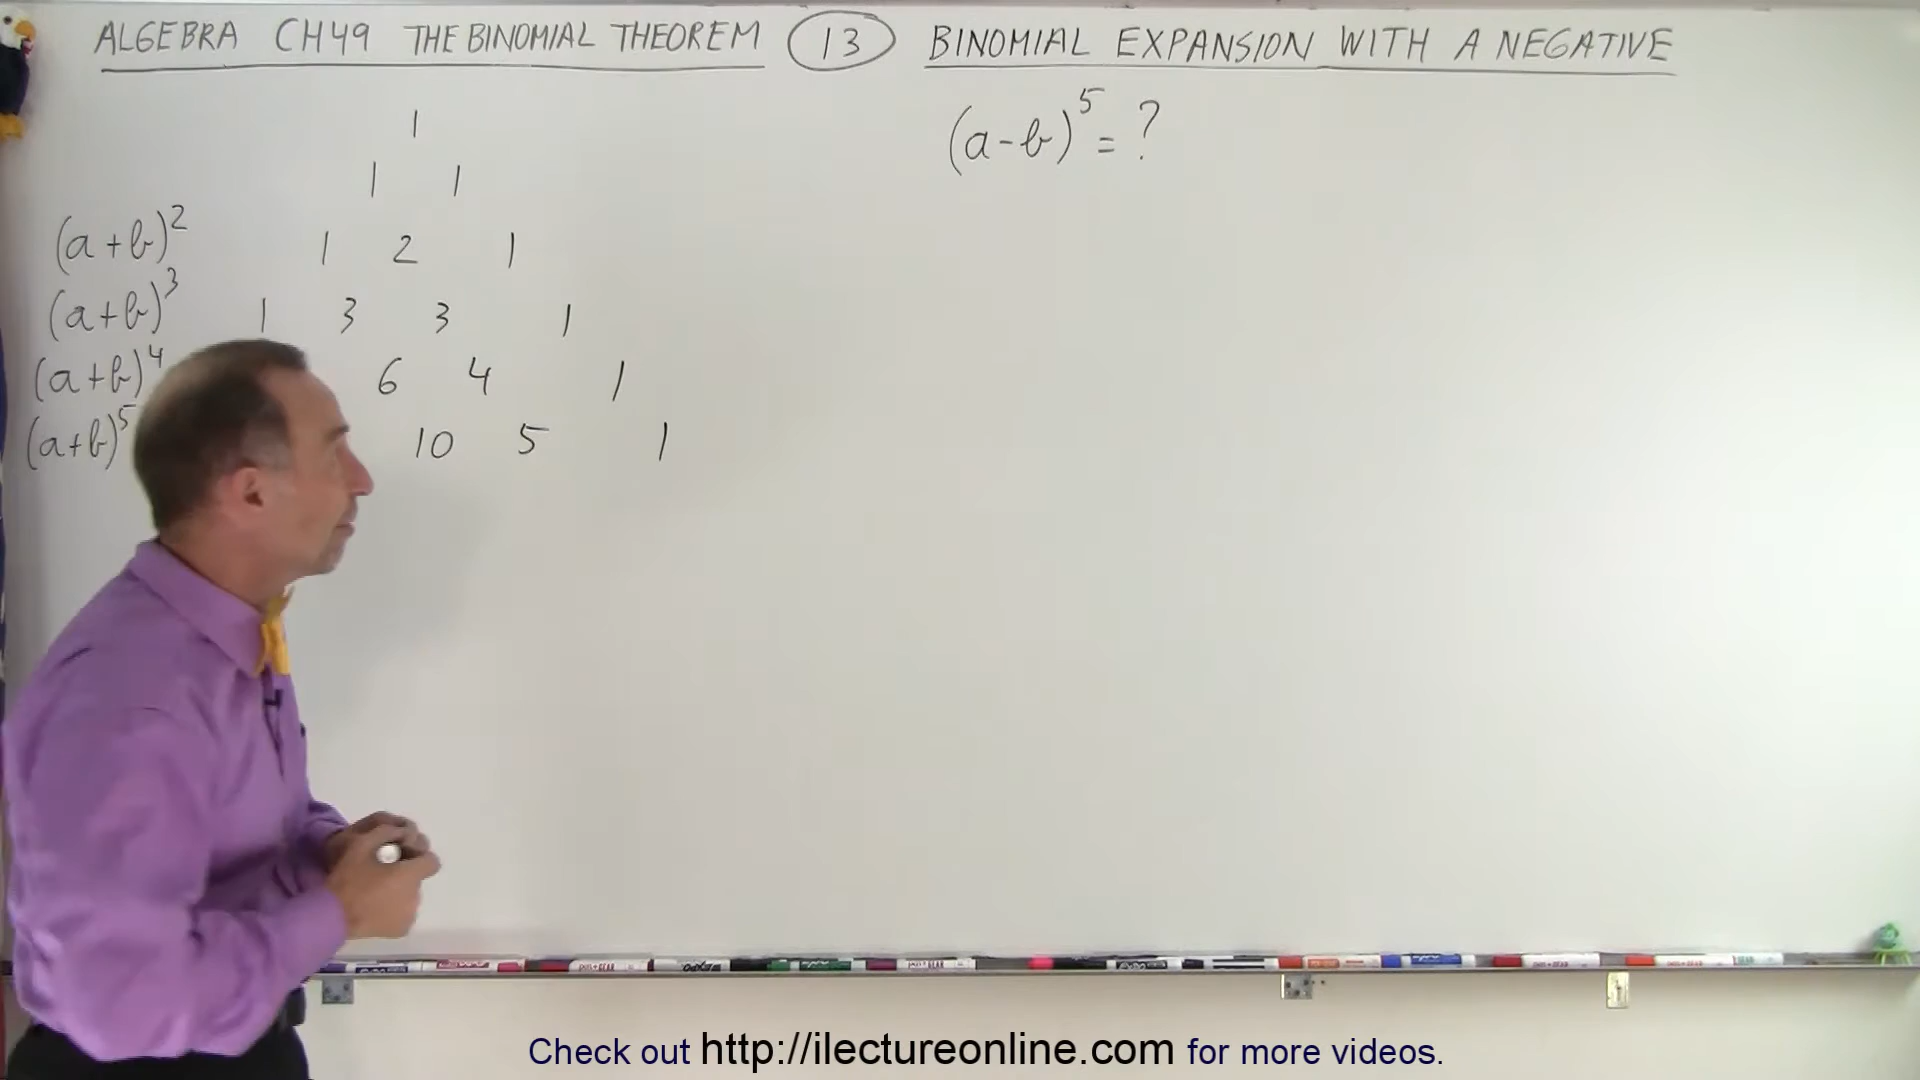 ALGEBRA CH49 THE BINOMIAL THEOREM 13 BINOMIAL EXPANSION WITH A NEGATIVE
(a-b)^5 = ?
1
1 1
(a+b)^2 1 2 1
(a+b)^3 1 3 3 1
(a+b)^4 6 4 1
(a+b)^5 10 5 1
Check out http://ilectureonline.com for more videos.